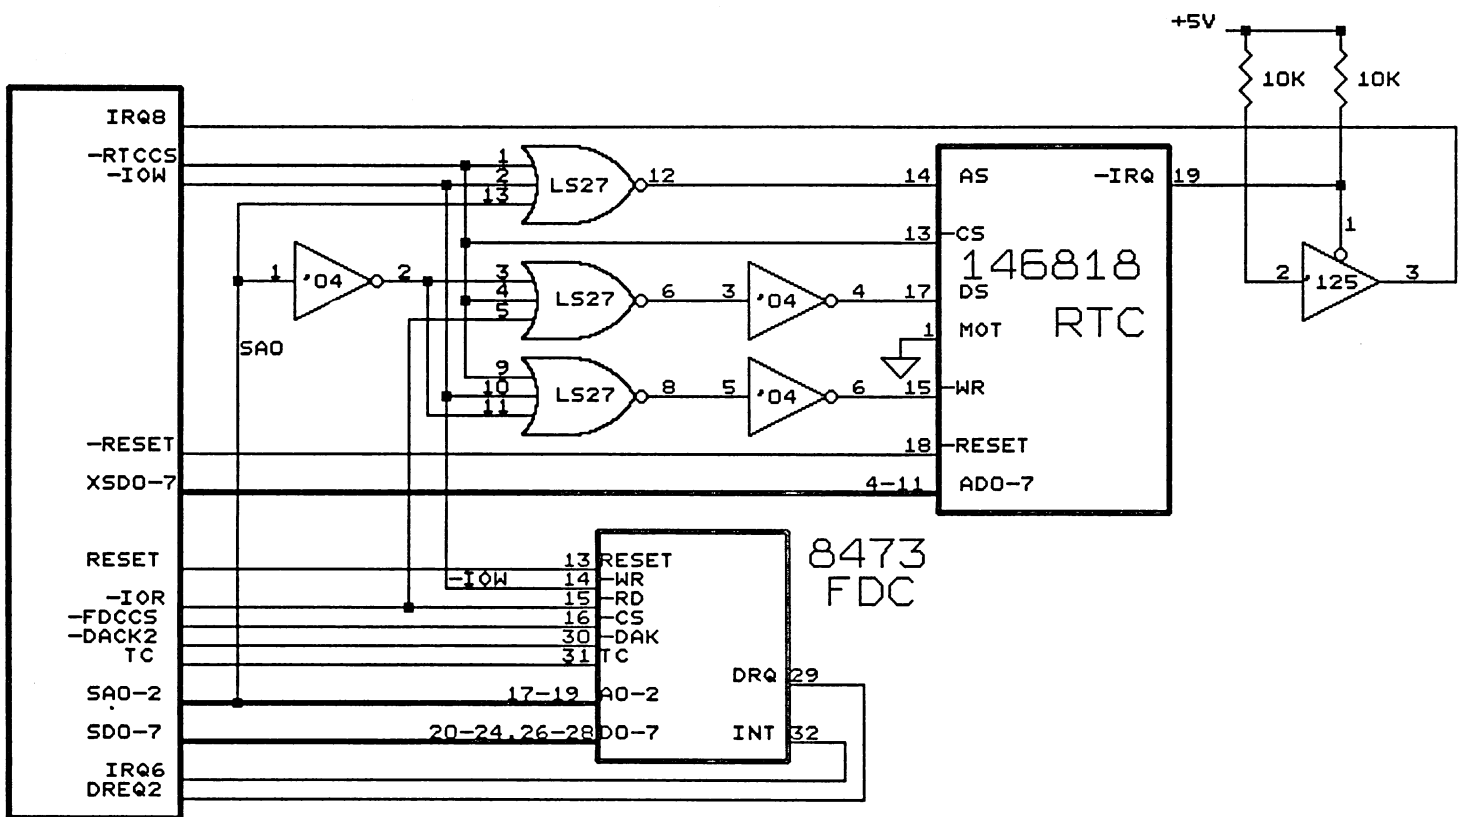 +5V
10K 10K
IRQ8
-RTCCS
-IOW
1
2
13
LS27
12
14 AS
-IRQ 19
1
13 -CS
146818
RTC
1 '04 2
3
4
5
LS27
6
3 '04 4
17 DS
2 '125 3
1 MOT
SA0
9
10
11
LS27
8
5 '04 6
15 -WR
-RESET
18 -RESET
XSD0-7
4-11 AD0-7
8473
FDC
RESET
13 RESET
-IOW 14 -WR
-IOR
15 -RD
-FDCCS
16 -CS
-DACK2
30 -DAK
TC
31 TC
DRQ 29
SA0-2
17-19 A0-2
SD0-7
20-24,26-28 D0-7
INT 32
IRQ6
DREQ2